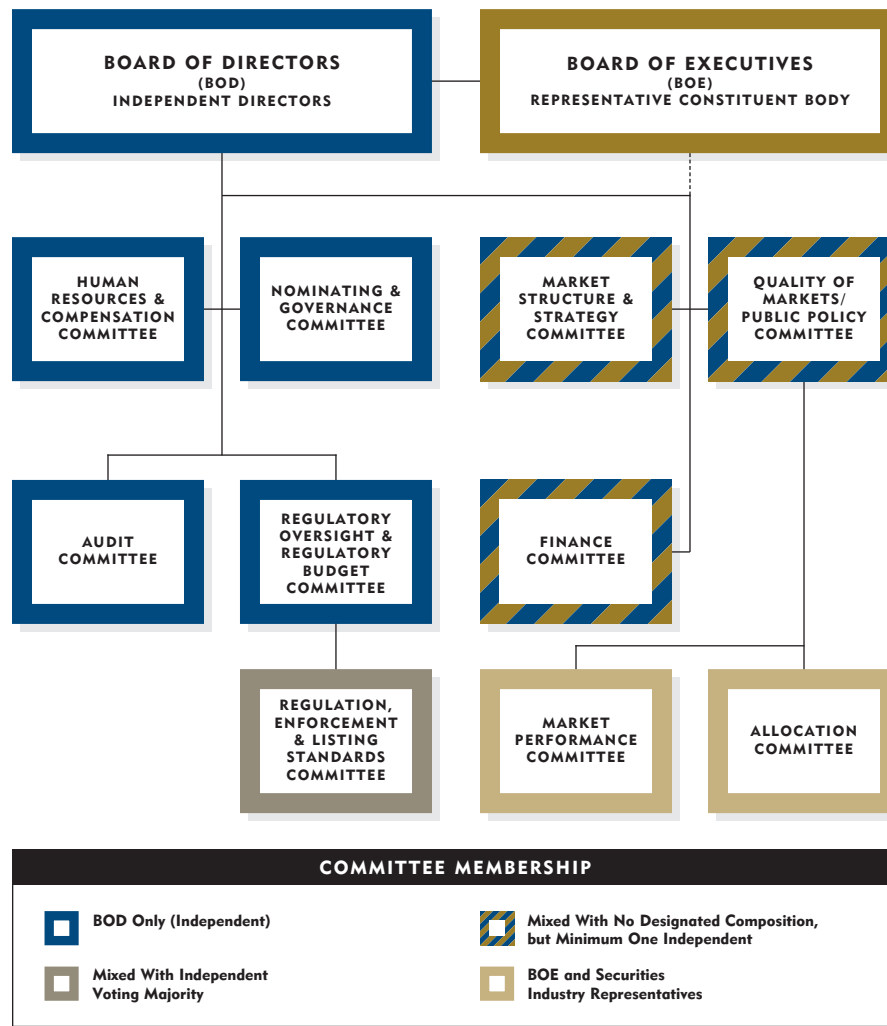 BOARD OF DIRECTORS
(BOD)
INDEPENDENT DIRECTORS
BOARD OF EXECUTIVES
(BOE)
REPRESENTATIVE CONSTITUENT BODY
HUMAN
RESOURCES &
COMPENSATION
COMMITTEE
NOMINATING &
GOVERNANCE
COMMITTEE
MARKET
STRUCTURE &
STRATEGY
COMMITTEE
QUALITY OF
MARKETS/
PUBLIC POLICY
COMMITTEE
AUDIT
COMMITTEE
REGULATORY
OVERSIGHT &
REGULATORY
BUDGET
COMMITTEE
FINANCE
COMMITTEE
REGULATION,
ENFORCEMENT
& LISTING
STANDARDS
COMMITTEE
MARKET
PERFORMANCE
COMMITTEE
ALLOCATION
COMMITTEE
COMMITTEE MEMBERSHIP
BOD Only (Independent)
Mixed With No Designated Composition,
but Minimum One Independent
Mixed With Independent
Voting Majority
BOE and Securities
Industry Representatives